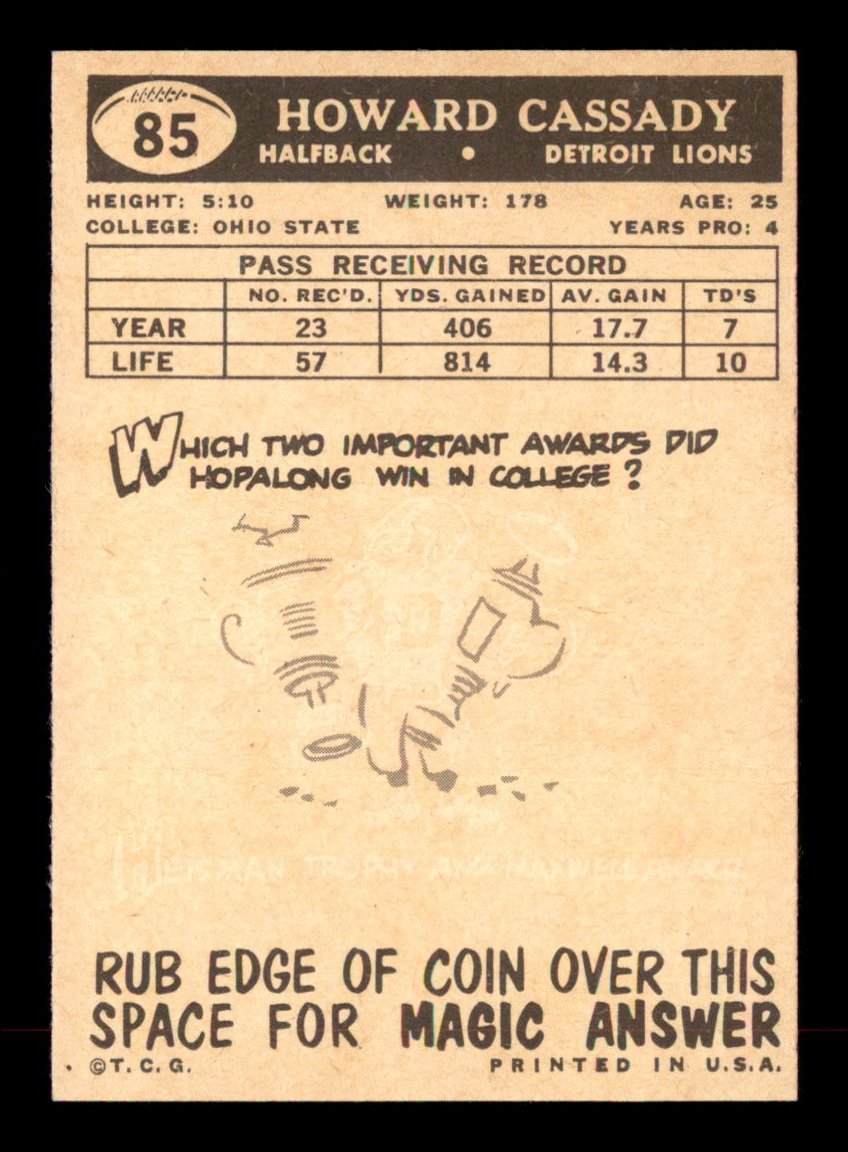 85
HOWARD CASSADY
HALFBACK • DETROIT LIONS
HEIGHT: 5:10 WEIGHT: 178 AGE: 25
COLLEGE: OHIO STATE YEARS PRO: 4
PASS RECEIVING RECORD
NO. REC'D. YDS. GAINED AV. GAIN TD'S
YEAR 23 406 17.7 7
LIFE 57 814 14.3 10
WHICH TWO IMPORTANT AWARDS DID
HOPALONG WIN IN COLLEGE?
HEISMAN TROPHY AND MAXWELL AWARD
RUB EDGE OF COIN OVER THIS
SPACE FOR MAGIC ANSWER
©T.C.G. PRINTED IN U.S.A.